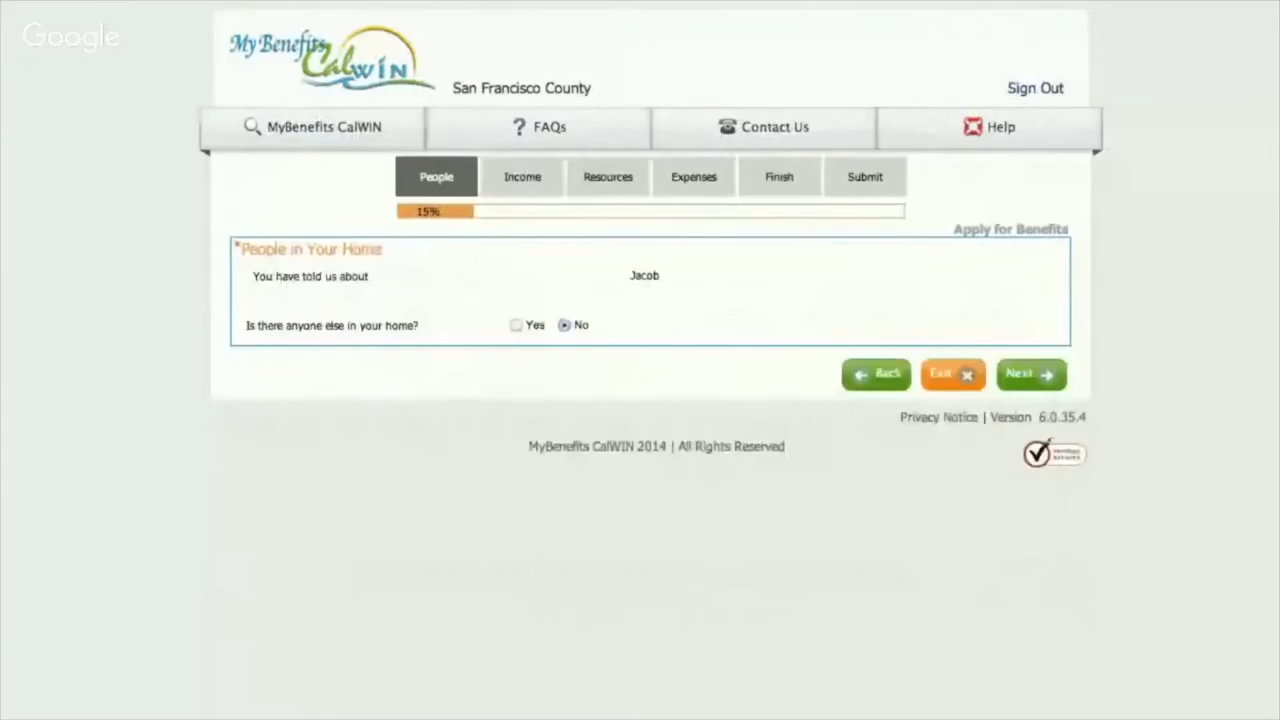 Google
My Benefits
CalWIN
San Francisco County
Sign Out
MyBenefits CalWIN
? FAQs
Contact Us
Help
People
Income
Resources
Expenses
Finish
Submit
15%
Apply for Benefits
*People in Your Home
You have told us about
Jacob
Is there anyone else in your home?
Yes
No
Back
Exit
Next
Privacy Notice | Version 6.0.35.4
MyBenefits CalWIN 2014 | All Rights Reserved